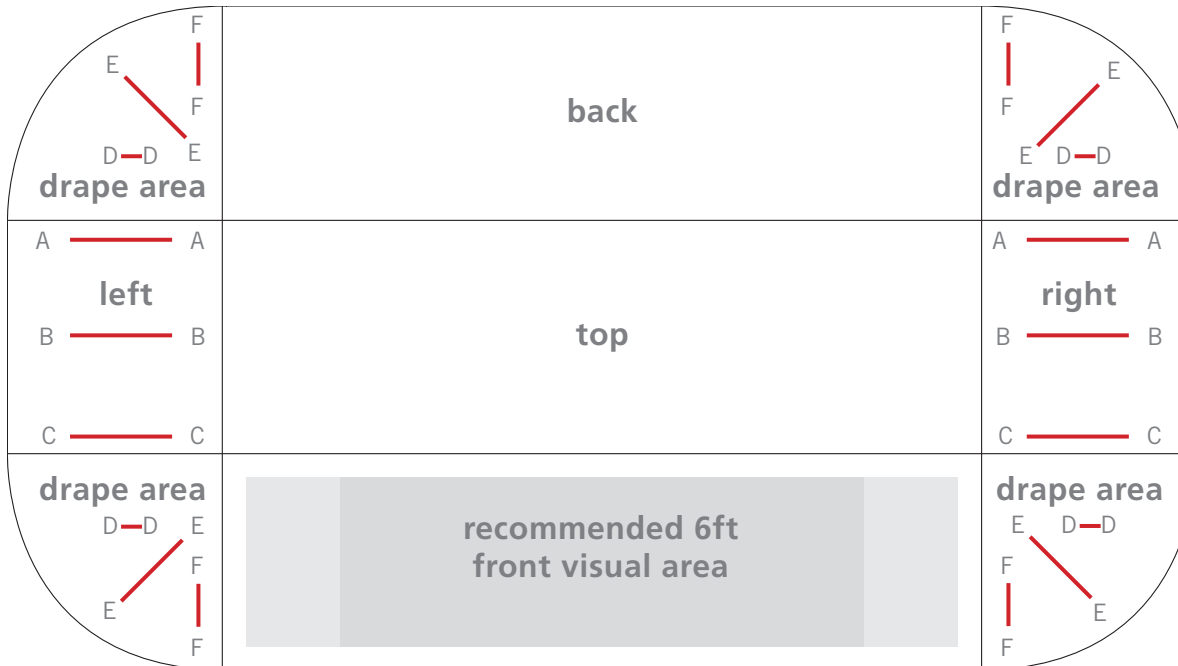 F F
E E
back
F F
D D E E D D
drape area drape area
A A A A
left right
B B top B B
C C C C
drape area drape area
D D E recommended 6ft E D D
F front visual area F
E E
F F